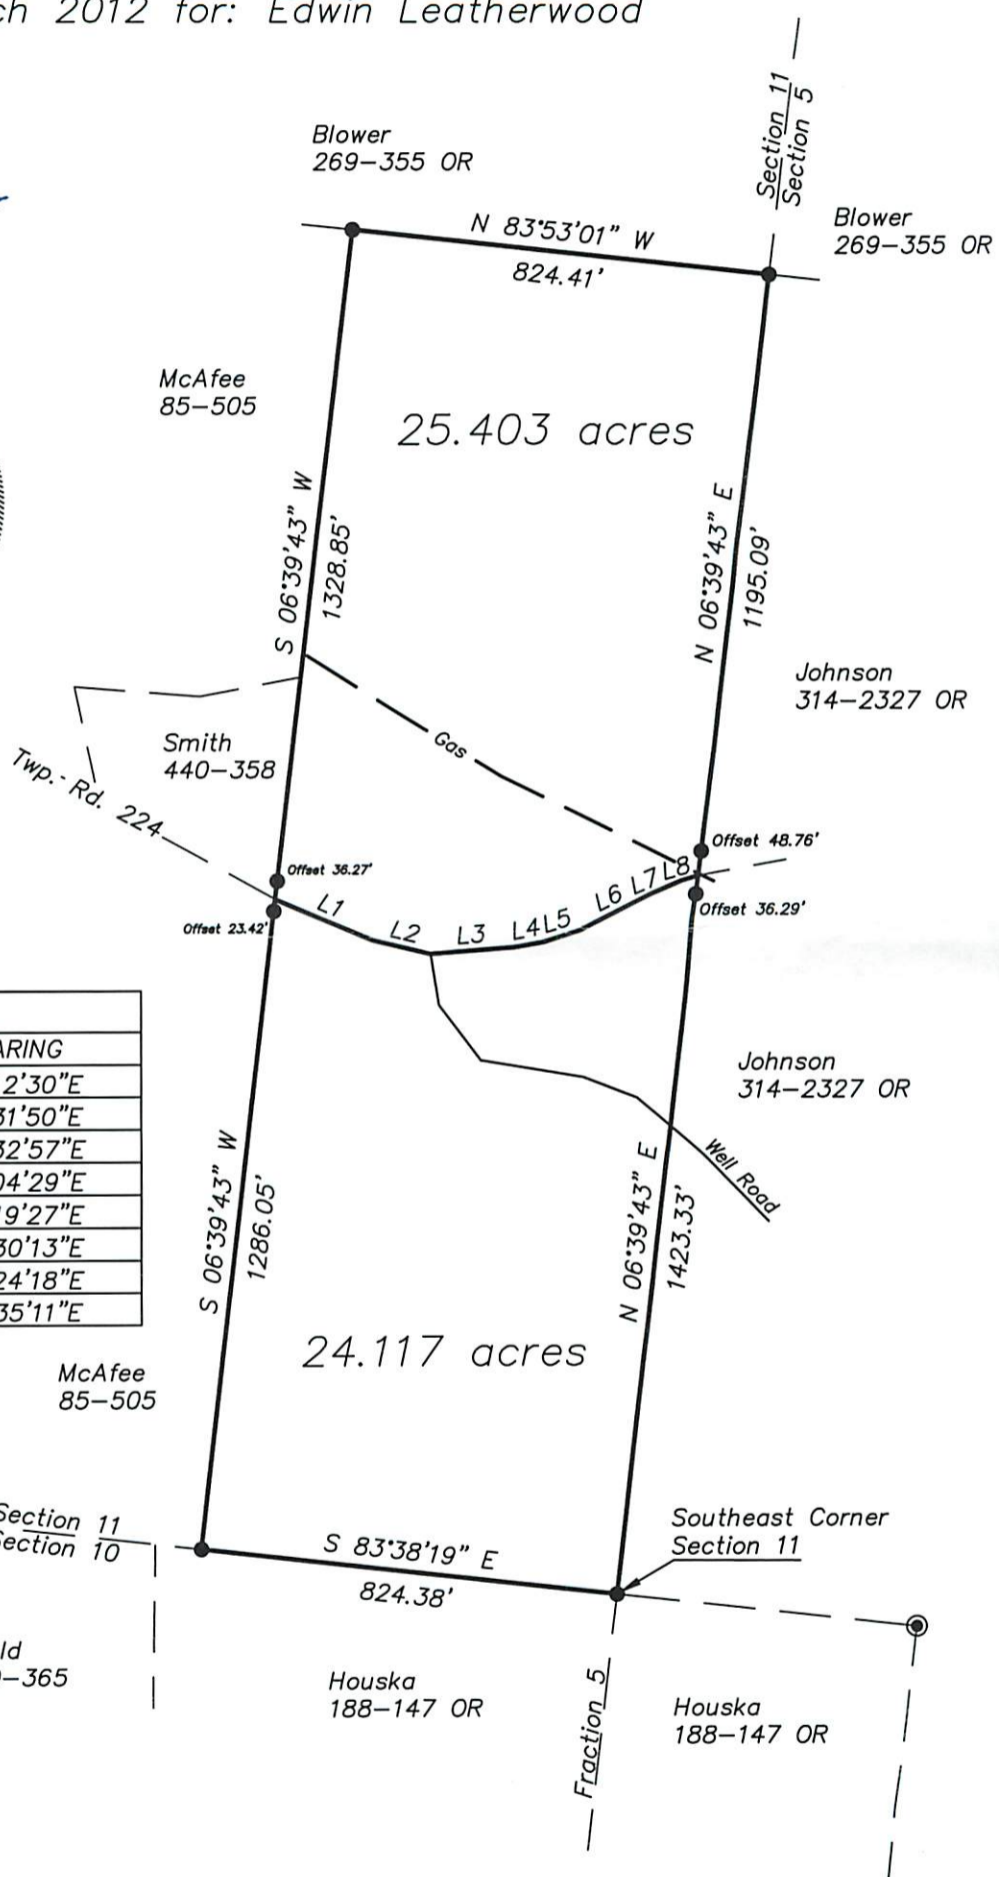 2012 for: Edwin Leatherwood
Section 11
Section 5
Blower
269-355 OR
N 83°53'01" W
824.41'
Blower
269-355 OR
McAfee
85-505
25.403 acres
S 06°39'43" W
1328.85'
N 06°39'43" E
1195.09'
Johnson
314-2327 OR
Smith
440-358
Gas
Twp. Rd. 224
Offset 48.76'
Offset 36.27'
L1
L2
L3
L4
L5
L6
L7
L8
Offset 36.29'
Offset 23.42'
ARING
2'30"E
31'50"E
32'57"E
04'29"E
9'27"E
30'13"E
24'18"E
35'11"E
Johnson
314-2327 OR
Well Road
S 06°39'43" W
1286.05'
N 06°39'43" E
1423.33'
24.117 acres
McAfee
85-505
Section 11
Section 10
S 83°38'19" E
824.38'
Southeast Corner
Section 11
ld
-365
Houska
188-147 OR
Fraction 5
Houska
188-147 OR